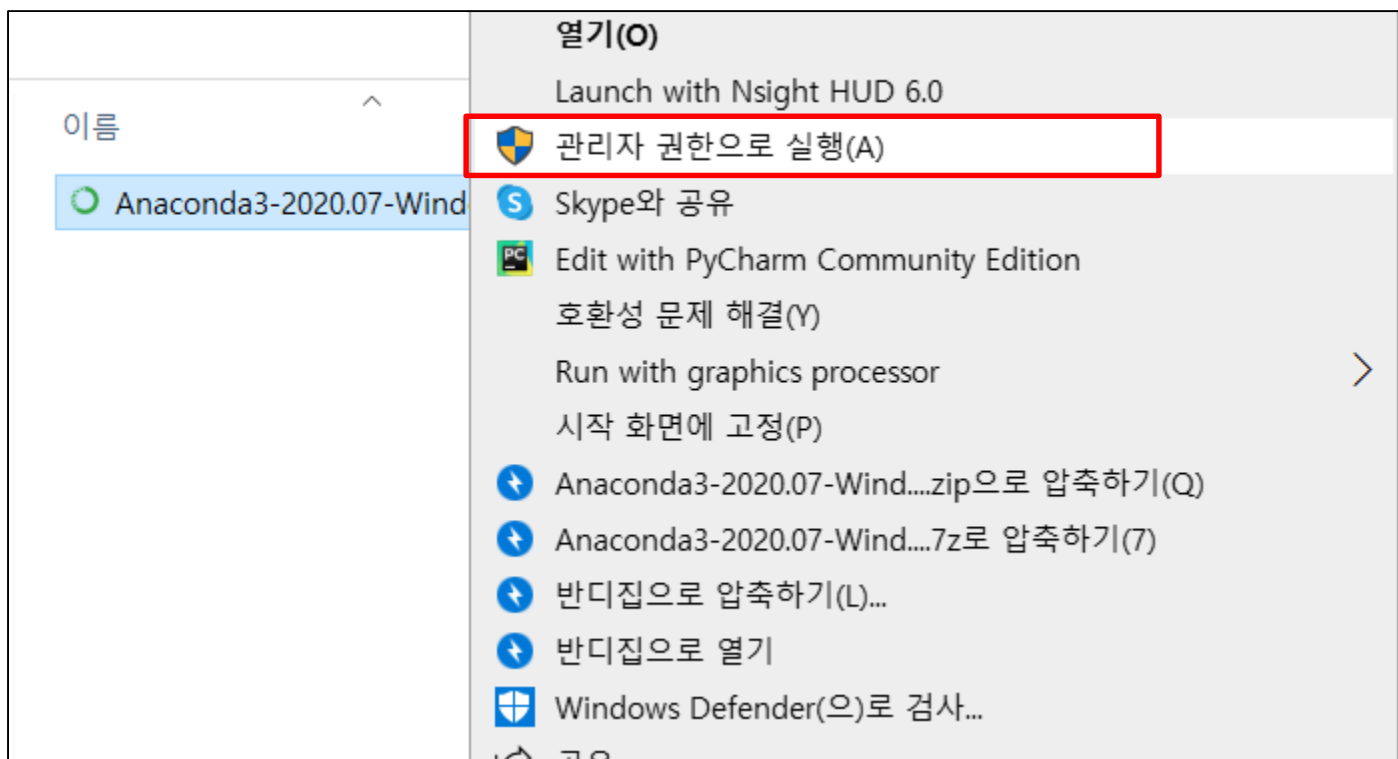 열기(O)
Launch with Nsight HUD 6.0
이름
관리자 권한으로 실행(A)
Anaconda3-2020.07-Wind
Skype와 공유
Edit with PyCharm Community Edition
호환성 문제 해결(Y)
Run with graphics processor
시작 화면에 고정(P)
Anaconda3-2020.07-Wind....zip으로 압축하기(Q)
Anaconda3-2020.07-Wind....7z로 압축하기(7)
반디집으로 압축하기(L)...
반디집으로 열기
Windows Defender(으)로 검사...